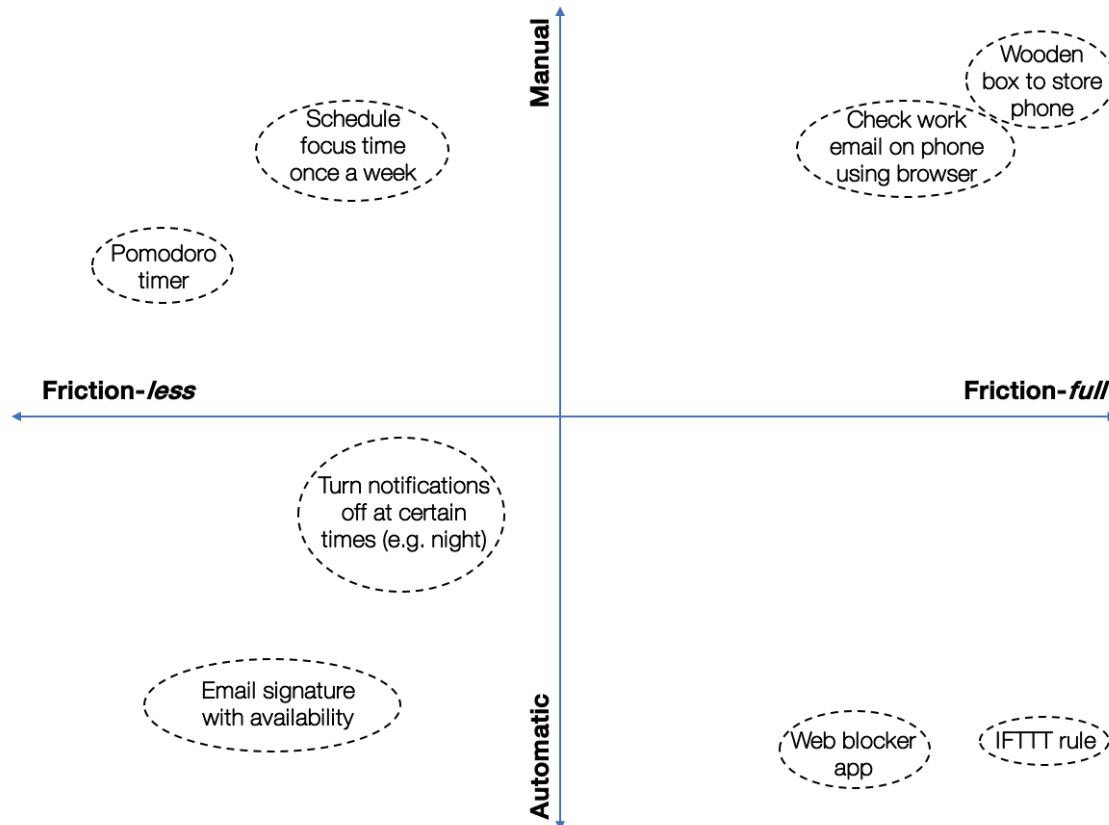 Manual
Wooden
box to store
phone
Schedule
focus time
once a week
Check work
email on phone
using browser
Pomodoro
timer
Friction-less
Friction-full
Turn notifications
off at certain
times (e.g. night)
Email signature
with availability
Automatic
Web blocker
app
IFTTT rule